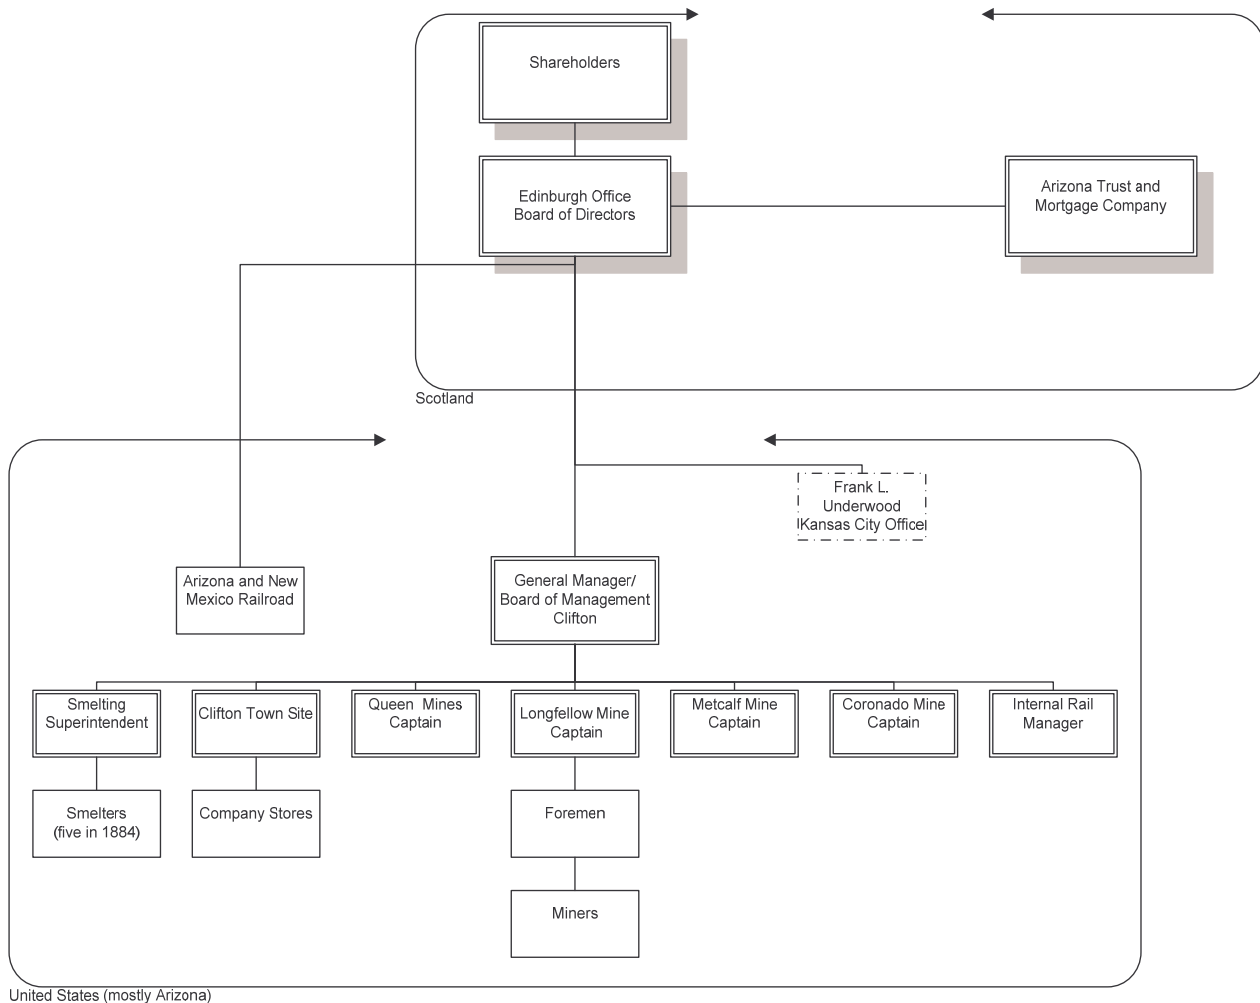 Shareholders
Edinburgh Office
Board of Directors
Arizona Trust and
Mortgage Company
Scotland
Frank L.
Underwood
Kansas City Office
Arizona and New
Mexico Railroad
General Manager/
Board of Management
Clifton
Smelting
Superintendent
Clifton Town Site
Queen Mines
Captain
Longfellow Mine
Captain
Metcalf Mine
Captain
Coronado Mine
Captain
Internal Rail
Manager
Smelters
(five in 1884)
Company Stores
Foremen
Miners
United States (mostly Arizona)